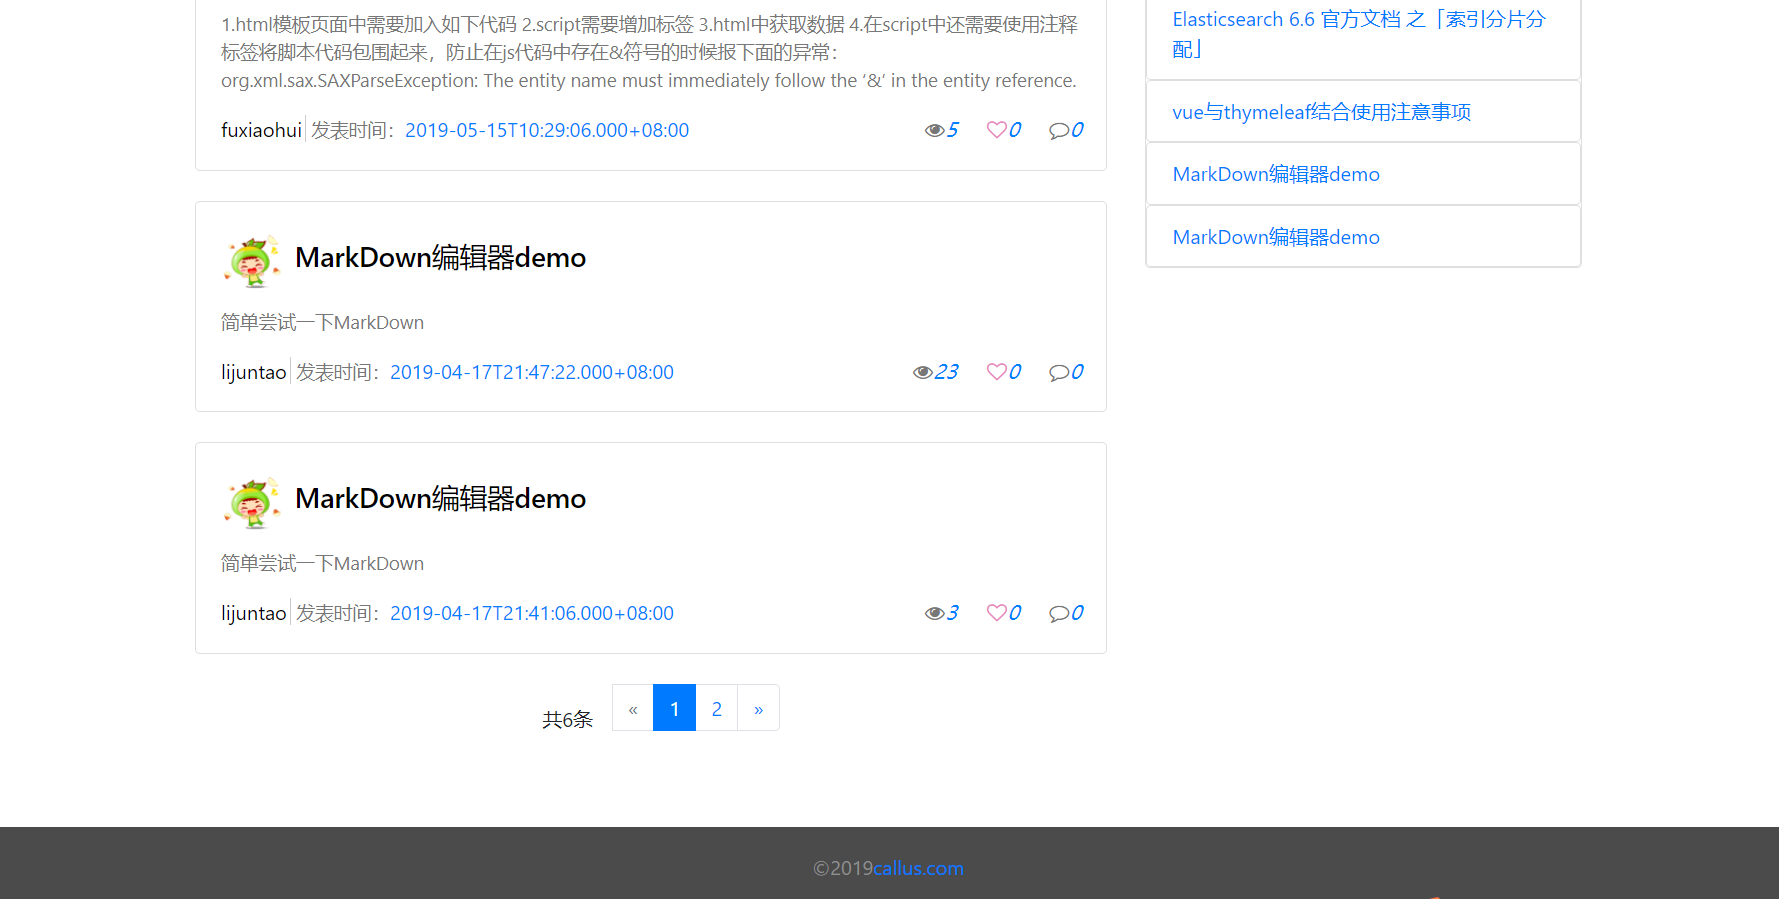 1.html模板页面中需要加入如下代码 2.script需要增加标签 3.html中获取数据 4.在script中还需要使用注释
标签将脚本代码包围起来，防止在js代码中存在&符号的时候报下面的异常：
org.xml.sax.SAXParseException: The entity name must immediately follow the ‘&’ in the entity reference.
fuxiaohui 发表时间：2019-05-15T10:29:06.000+08:00 5 0 0
MarkDown编辑器demo
简单尝试一下MarkDown
lijuntao 发表时间：2019-04-17T21:47:22.000+08:00 23 0 0
MarkDown编辑器demo
简单尝试一下MarkDown
lijuntao 发表时间：2019-04-17T21:41:06.000+08:00 3 0 0
共6条 « 1 2 »
Elasticsearch 6.6 官方文档 之「索引分片分
配」
vue与thymeleaf结合使用注意事项
MarkDown编辑器demo
MarkDown编辑器demo
©2019callus.com